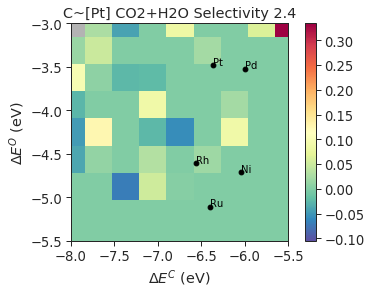 C~[Pt] CO2+H2O Selectivity 2.4
−3.0
−3.5
−4.0
−4.5
−5.0
−5.5
ΔE^O (eV)
Pt
Pd
Rh
Ni
Ru
−8.0 −7.5 −7.0 −6.5 −6.0 −5.5
ΔE^C (eV)
0.30
0.25
0.20
0.15
0.10
0.05
0.00
−0.05
−0.10